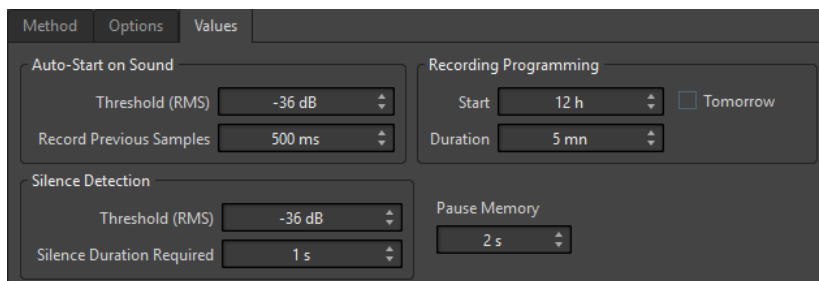 Method Options Values
Auto-Start on Sound
Threshold (RMS) -36 dB
Record Previous Samples 500 ms
Recording Programming
Start 12 h Tomorrow
Duration 5 mn
Silence Detection
Threshold (RMS) -36 dB
Silence Duration Required 1 s
Pause Memory
2 s